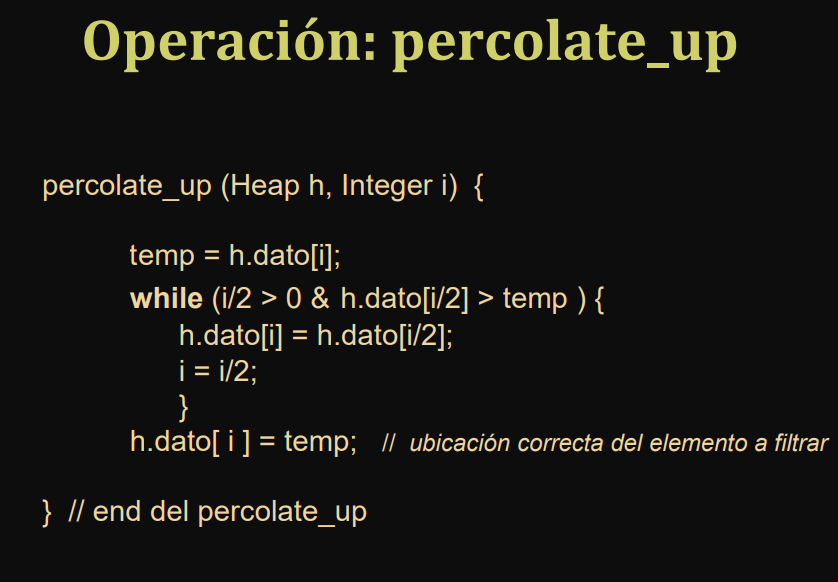 Operación: percolate_up
percolate_up (Heap h, Integer i) {
temp = h.dato[i];
while (i/2 > 0 & h.dato[i/2] > temp ) {
h.dato[i] = h.dato[i/2];
i = i/2;
}
h.dato[ i ] = temp; // ubicación correcta del elemento a filtrar
} // end del percolate_up